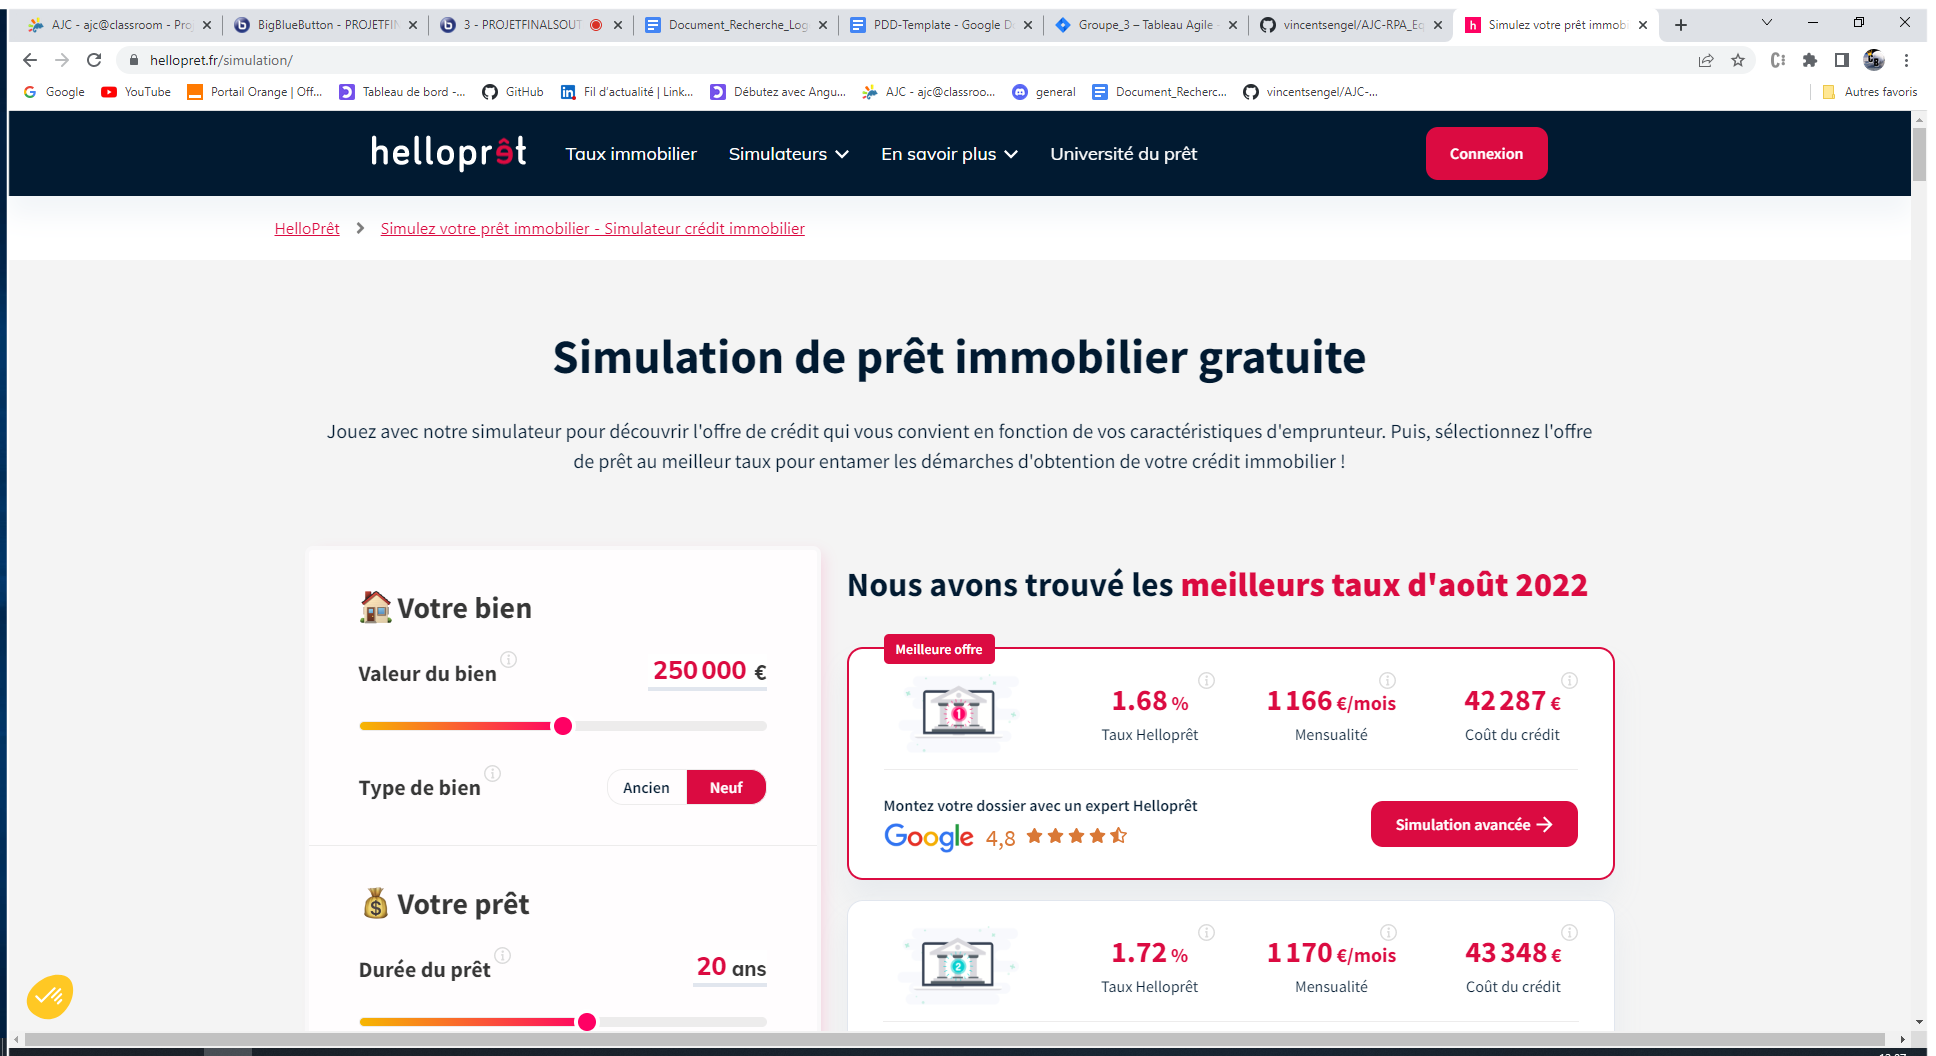 AJC - ajc@classroom - Pro
BigBlueButton - PROJETFIN
3 - PROJETFINALSOUT
Document_Recherche_Log
PDD-Template - Google D
Groupe_3 – Tableau Agile
vincentsengel/AJC-RPA_Eq
Simulez votre prêt immob
hellopret.fr/simulation/
Google
YouTube
Portail Orange | Off...
Tableau de bord -...
GitHub
Fil d'actualité | Link...
Débutez avec Angu...
AJC - ajc@classroo...
general
Document_Recherc...
vincentsengel/AJC-...
Autres favoris
helloprêt
Taux immobilier
Simulateurs
En savoir plus
Université du prêt
Connexion
HelloPrêt
Simulez votre prêt immobilier - Simulateur crédit immobilier
Simulation de prêt immobilier gratuite
Jouez avec notre simulateur pour découvrir l'offre de crédit qui vous convient en fonction de vos caractéristiques d'emprunteur. Puis, sélectionnez l'offre
de prêt au meilleur taux pour entamer les démarches d'obtention de votre crédit immobilier !
Votre bien
Valeur du bien
250 000 €
Type de bien
Ancien
Neuf
Votre prêt
Durée du prêt
20 ans
Nous avons trouvé les meilleurs taux d'août 2022
Meilleure offre
1
1.68 %
Taux Helloprêt
1 166 €/mois
Mensualité
42 287 €
Coût du crédit
Montez votre dossier avec un expert Helloprêt
Google 4,8
Simulation avancée
2
1.72 %
Taux Helloprêt
1 170 €/mois
Mensualité
43 348 €
Coût du crédit